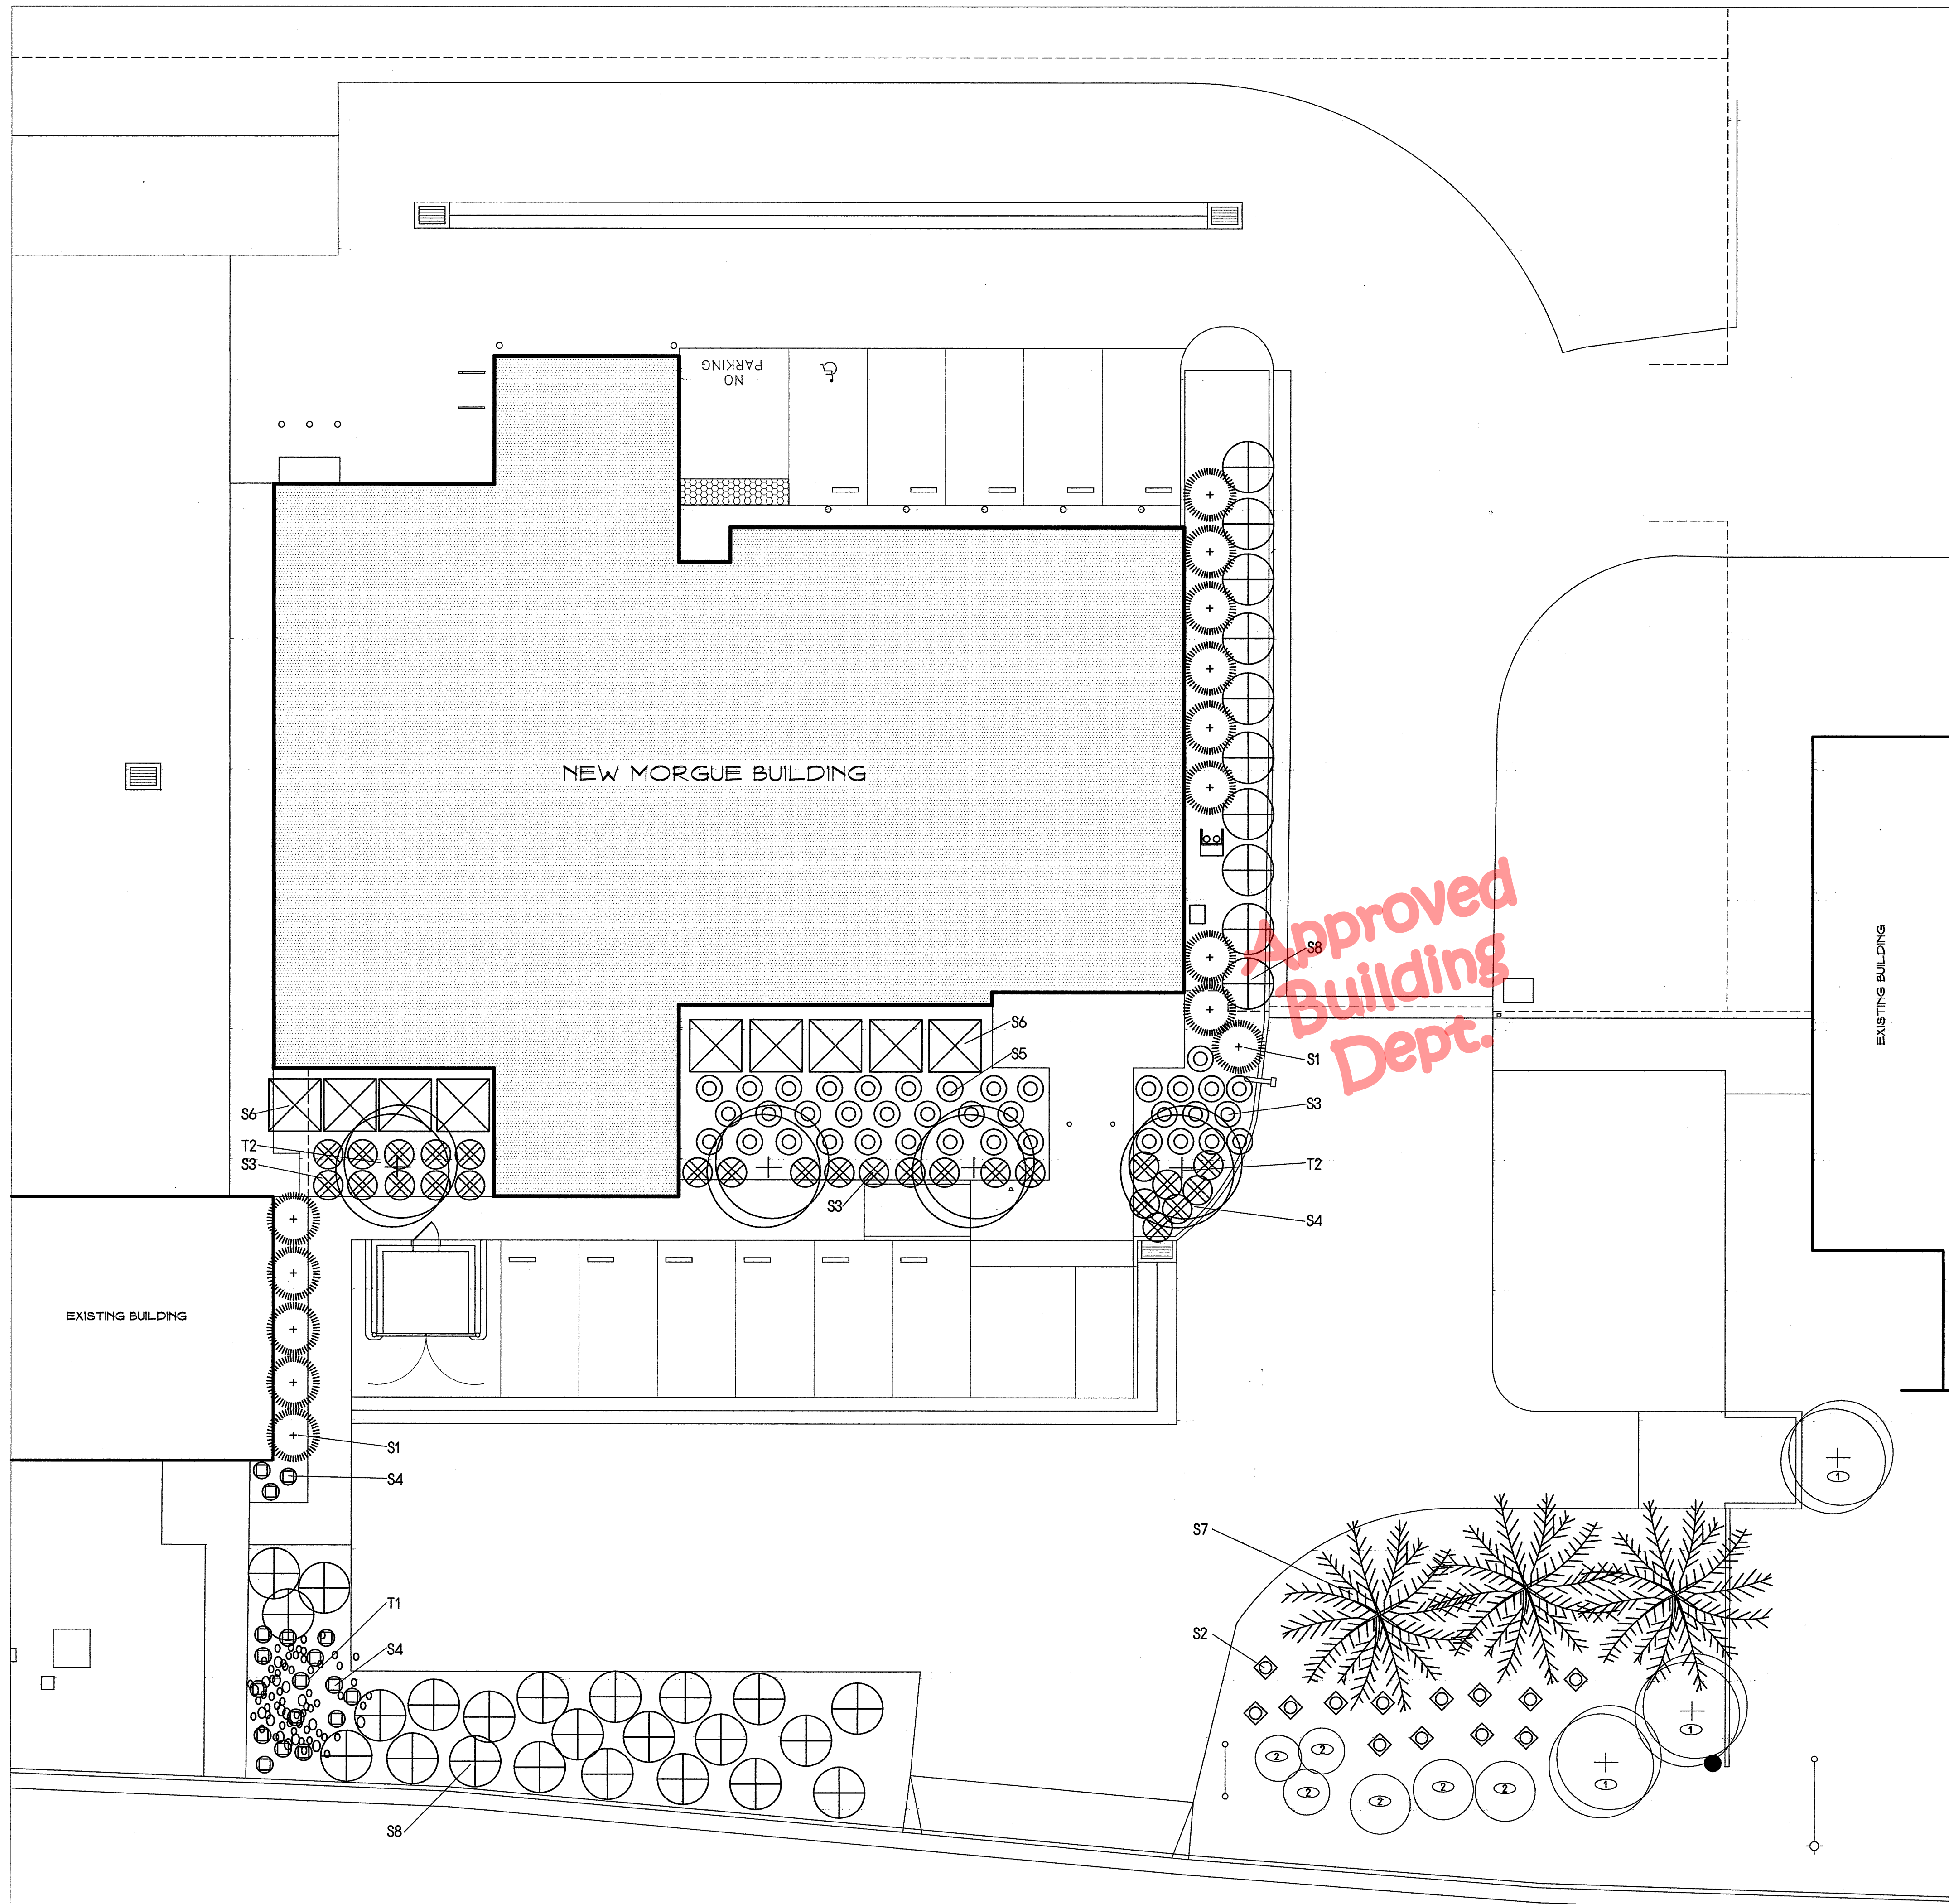 NO
PARKING
NEW MORGUE BUILDING
Approved
Building
Dept.
EXISTING BUILDING
S8
S6
S5
S1
S3
S6
T2
S3
T2
S3
S4
EXISTING BUILDING
S1
S4
1
S7
T1
S2
S4
1
2
2
1
2
2
2
2
S8